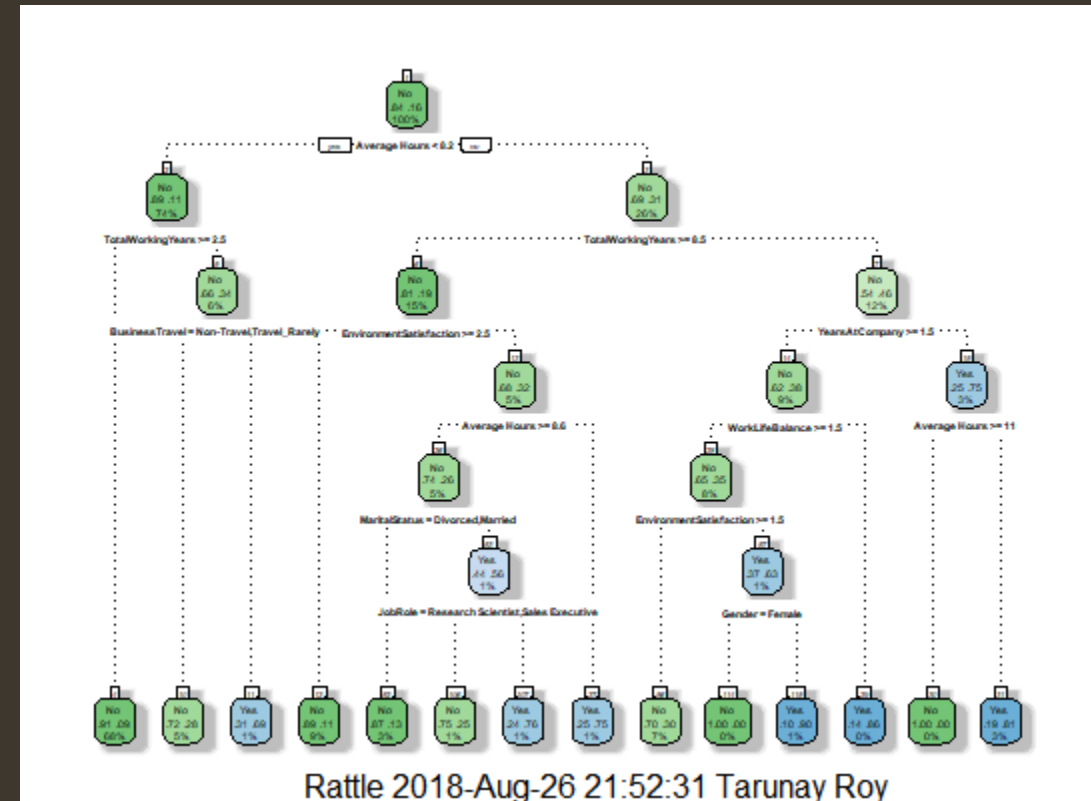 No
.84 .16
100%
yes Average Hours < 8.2 no
No
.89 .11
74%
No
.69 .31
26%
TotalWorkingYears >= 2.5
TotalWorkingYears >= 8.5
No
.66 .34
6%
No
.81 .19
15%
No
.54 .46
12%
BusinessTravel = Non-Travel,Travel_Rarely
EnvironmentSatisfaction >= 2.5
YearsAtCompany >= 1.5
No
.68 .32
5%
No
.62 .38
9%
Yes
.25 .75
3%
Average Hours >= 8.6
WorkLifeBalance >= 1.5
Average Hours >= 11
No
.74 .26
5%
No
.65 .35
8%
MaritalStatus = Divorced,Married
EnvironmentSatisfaction >= 1.5
Yes
.44 .56
1%
Yes
.37 .63
1%
JobRole = Research Scientist,Sales Executive
Gender = Female
No
.91 .09
68%
No
.72 .28
5%
Yes
.31 .69
1%
No
.89 .11
9%
No
.87 .13
3%
No
.75 .25
1%
Yes
.24 .76
1%
Yes
.25 .75
1%
No
.70 .30
7%
No
1.00 .00
0%
Yes
.10 .90
1%
Yes
.14 .86
0%
No
1.00 .00
0%
Yes
.19 .81
3%
Rattle 2018-Aug-26 21:52:31 Tarunay Roy